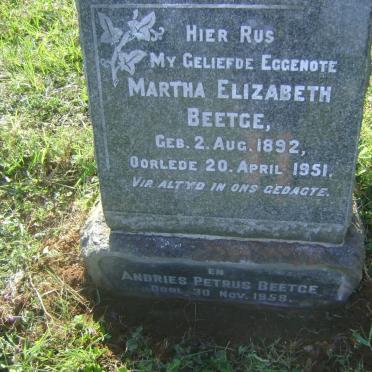 HIER RUS
MY GELIEFDE EGGENOTE
MARTHA ELIZABETH
BEETGE,
GEB. 2. AUG. 1892,
OORLEDE 20. APRIL 1951.
VIR ALTYD IN ONS GEDAGTE.
EN
ANDRIES PETRUS BEETGE
OORL. 30 NOV. 1958.